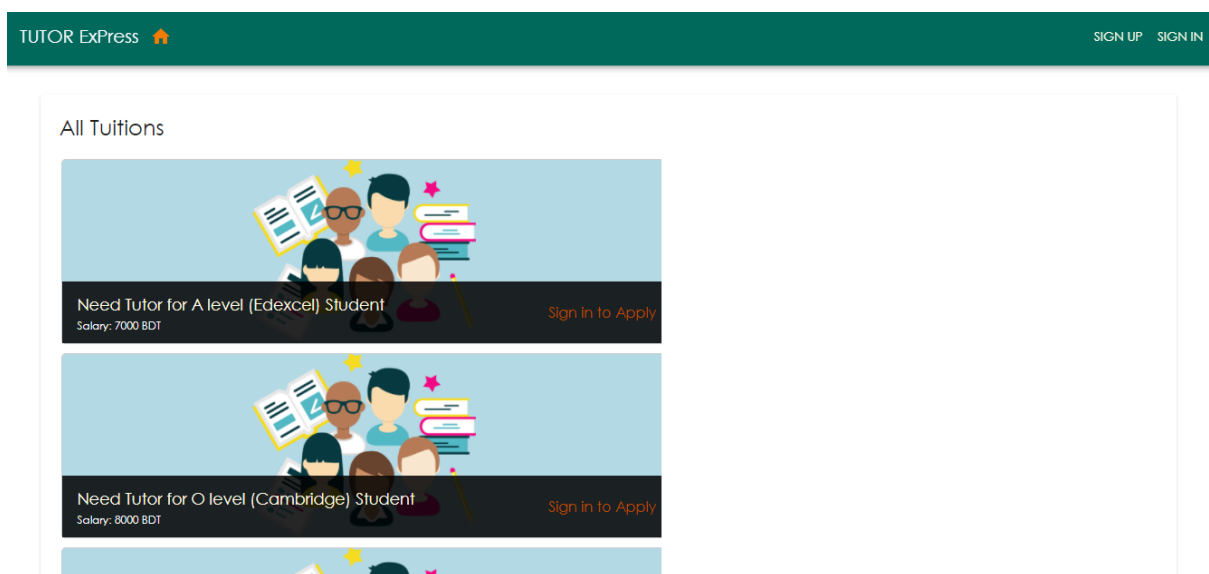 TUTOR ExPress
SIGN UP SIGN IN
All Tuitions
Need Tutor for A level (Edexcel) Student
Salary: 7000 BDT
Sign in to Apply
Need Tutor for O level (Cambridge) Student
Salary: 8000 BDT
Sign in to Apply